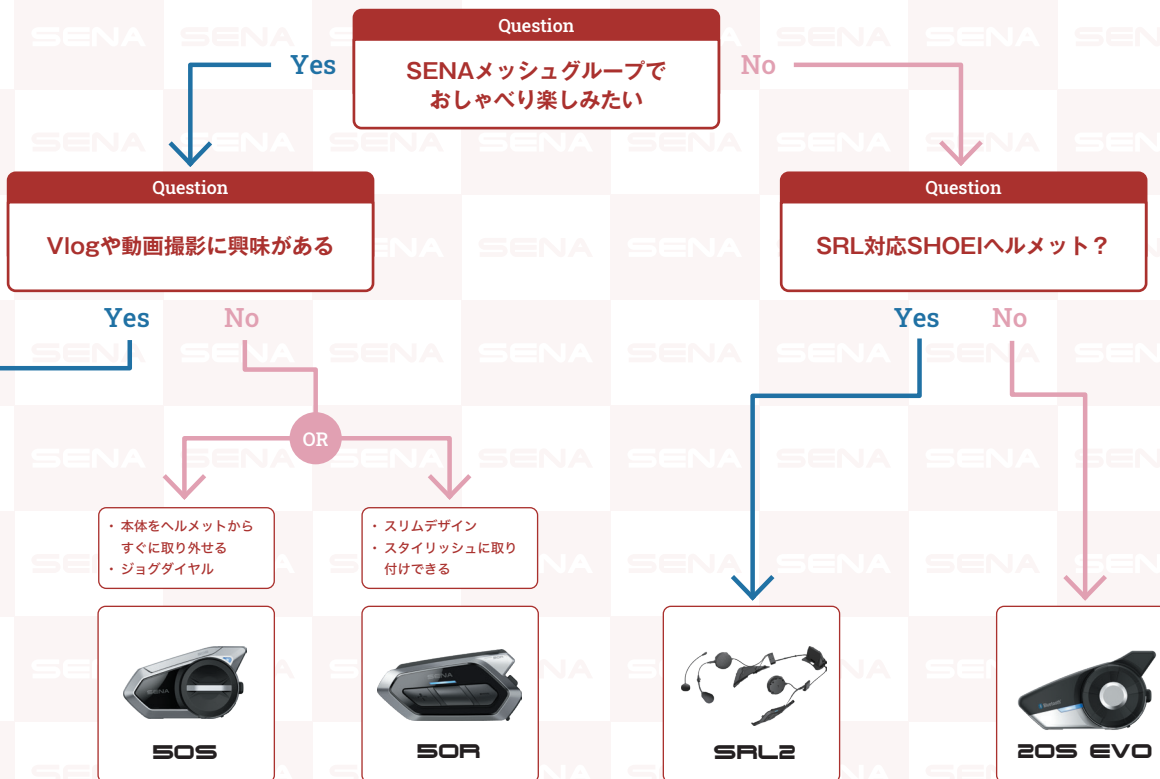 Question
SENAメッシュグループで
おしゃべり楽しみたい
Yes
No
Question
Vlogや動画撮影に興味がある
Question
SRL対応SHOEIヘルメット？
Yes
No
Yes
No
OR
・本体をヘルメットから
すぐに取り外せる
・ジョグダイヤル
・スリムデザイン
・スタイリッシュに取り
付けできる
SENA
50S
SENA
50R
SRL2
Bluetooth
20S EVO